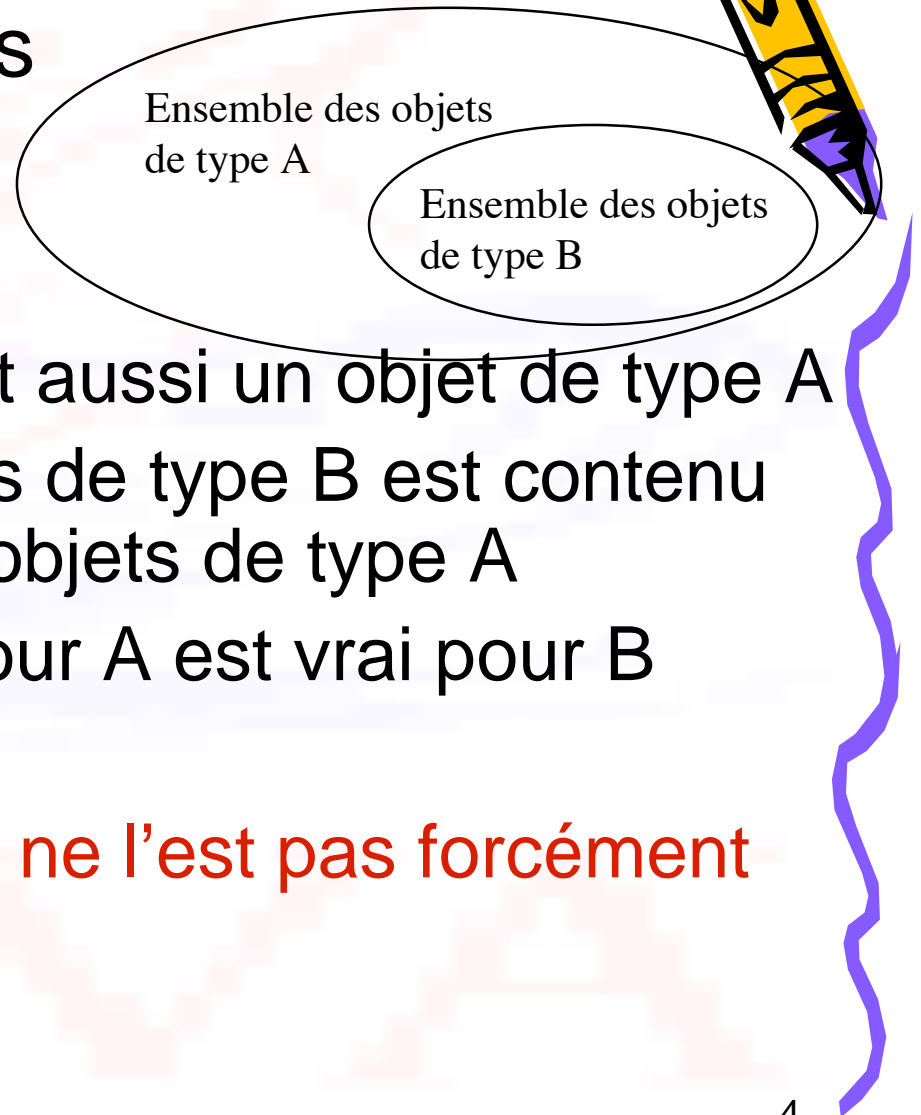 s
Ensemble des objets
de type A
Ensemble des objets
de type B
t aussi un objet de type A
s de type B est contenu
objets de type A
our A est vrai pour B
ne l’est pas forcément
4